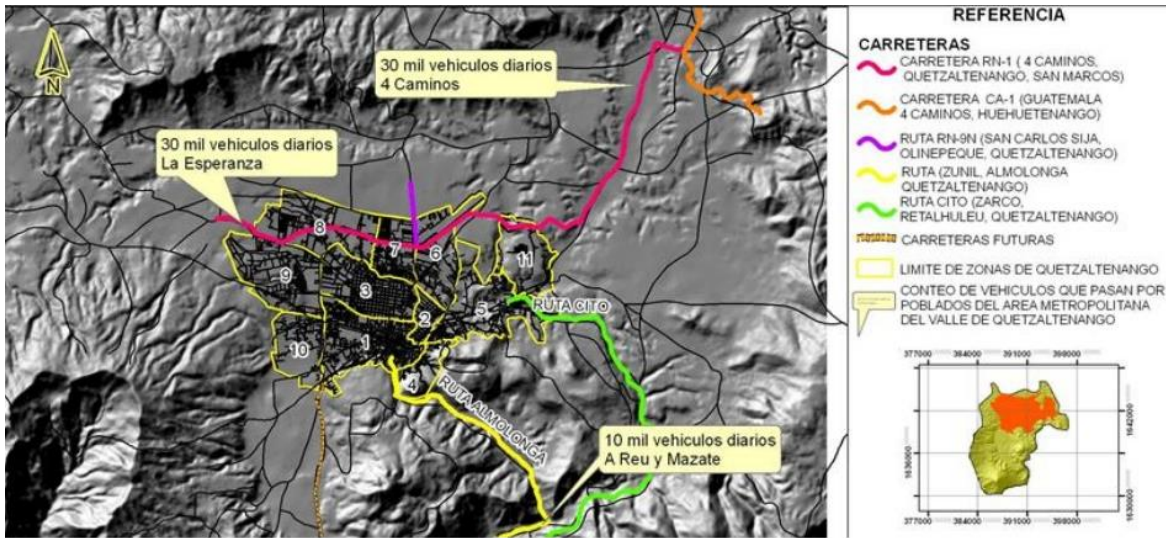 N
30 mil vehiculos diarios
4 Caminos
30 mil vehiculos diarios
La Esperanza
8
7
6
11
9
3
5
2
RUTA CITO
10
1
4
RUTA ALMOLONGA
10 mil vehiculos diarios
A Reu y Mazate
REFERENCIA
CARRETERAS
CARRETERA RN-1 ( 4 CAMINOS,
QUETZALTENANGO, SAN MARCOS)
CARRETERA CA-1 (GUATEMALA
4 CAMINOS, HUEHUETENANGO)
RUTA RN-9N (SAN CARLOS SIJA,
OLINEPEQUE, QUETZALTENANGO)
RUTA (ZUNIL, ALMOLONGA
QUETZALTENANGO)
RUTA CITO (ZARCO,
RETALHULEU, QUETZALTENANGO)
CARRETERAS FUTURAS
LIMITE DE ZONAS DE QUETZALTENANGO
CONTEO DE VEHICULOS QUE PASAN POR
POBLADOS DEL AREA METROPOLITANA
DEL VALLE DE QUETZALTENANGO
377000 384000 391000 398000
1642000
1636000
1630000
377000 384000 391000 398000